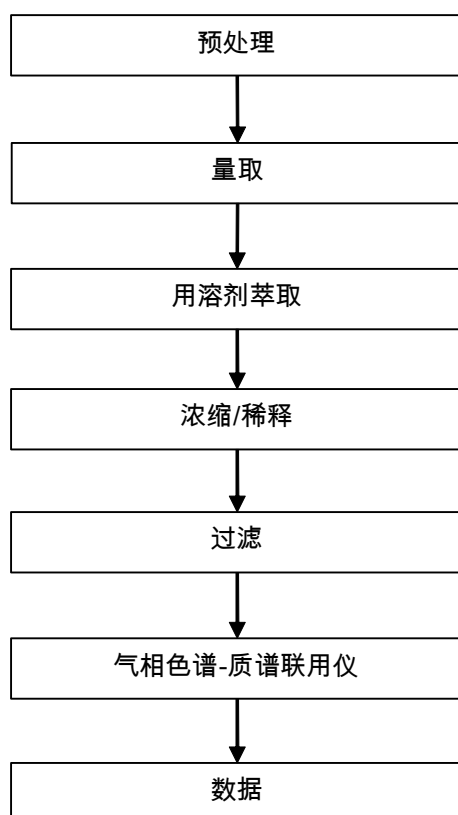 预处理
量取
用溶剂萃取
浓缩/稀释
过滤
气相色谱-质谱联用仪
数据